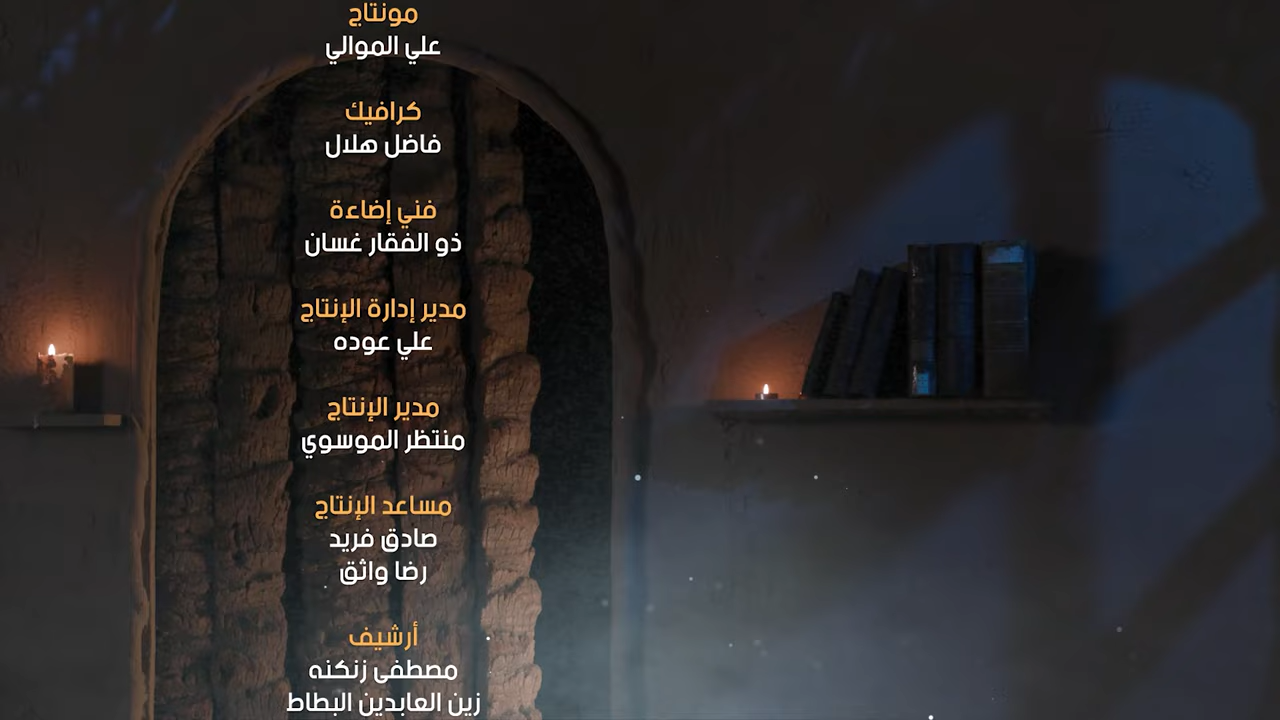 مونتاج
علي الموالي
كرافيك
فاضل هلال
فني إضاءة
ذو الفقار غسان
مدير إدارة الإنتاج
علي عوده
مدير الإنتاج
منتظر الموسوي
مساعد الإنتاج
صادق فريد
رضا واثق
أرشيف
مصطفى زنكنه
زين العابدين البطاط